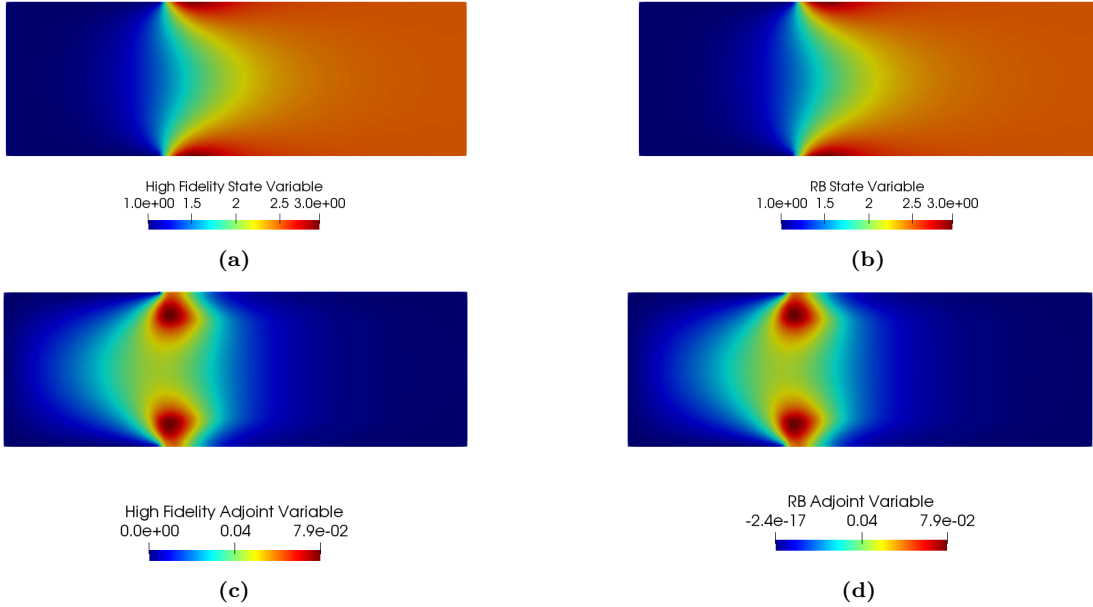 High Fidelity State Variable
1.0e+00 1.5 2 2.5 3.0e+00
(a)
RB State Variable
1.0e+00 1.5 2 2.5 3.0e+00
(b)
High Fidelity Adjoint Variable
0.0e+00 0.04 7.9e-02
(c)
RB Adjoint Variable
-2.4e-17 0.04 7.9e-02
(d)